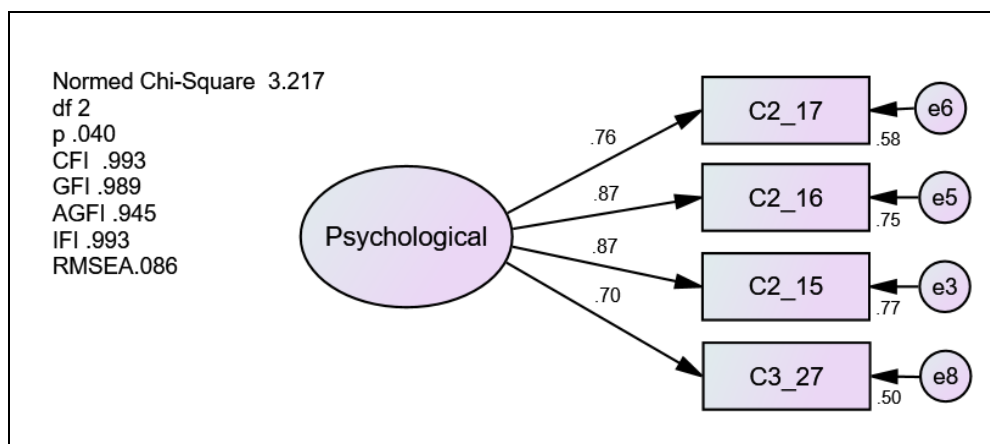 Normed Chi-Square 3.217
df 2
p .040
CFI .993
GFI .989
AGFI .945
IFI .993
RMSEA.086
Psychological
.76
C2_17
.58
e6
.87
C2_16
.75
e5
.87
C2_15
.77
e3
.70
C3_27
.50
e8